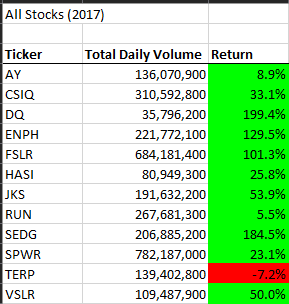 All Stocks (2017)
Ticker Total Daily Volume Return
AY 136,070,900 8.9%
CSIQ 310,592,800 33.1%
DQ 35,796,200 199.4%
ENPH 221,772,100 129.5%
FSLR 684,181,400 101.3%
HASI 80,949,300 25.8%
JKS 191,632,200 53.9%
RUN 267,681,300 5.5%
SEDG 206,885,200 184.5%
SPWR 782,187,000 23.1%
TERP 139,402,800 -7.2%
VSLR 109,487,900 50.0%